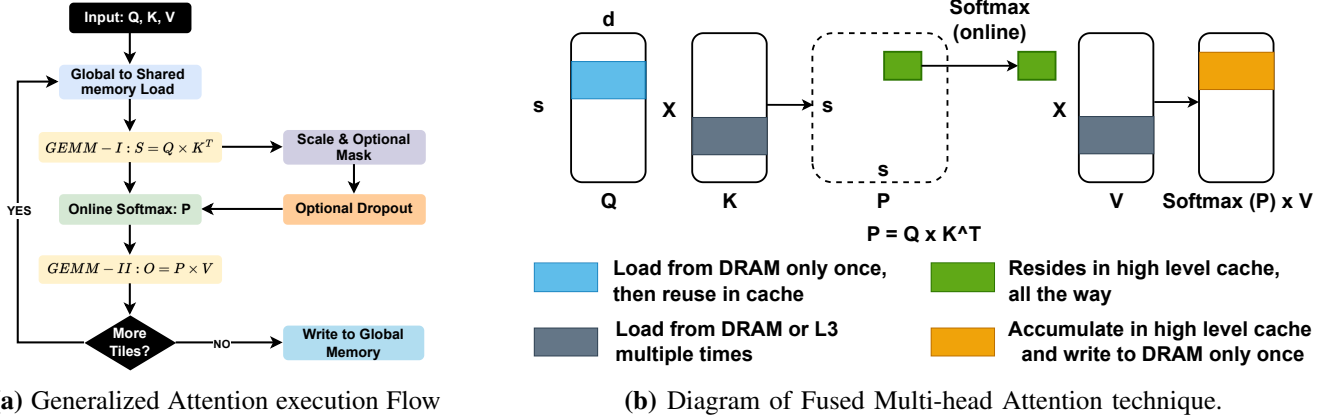 Input: Q, K, V
Global to Shared
memory Load
GEMM − I : S = Q × K^T
Scale & Optional
Mask
YES
Online Softmax: P
Optional Dropout
GEMM − II : O = P × V
More
Tiles?
NO
Write to Global
Memory
a) Generalized Attention execution Flow
d
Softmax
(online)
s
X
s
X
s
Q
K
P
V
Softmax (P) x V
P = Q x K^T
Load from DRAM only once,
then reuse in cache
Resides in high level cache,
all the way
Load from DRAM or L3
multiple times
Accumulate in high level cache
and write to DRAM only once
(b) Diagram of Fused Multi-head Attention technique.